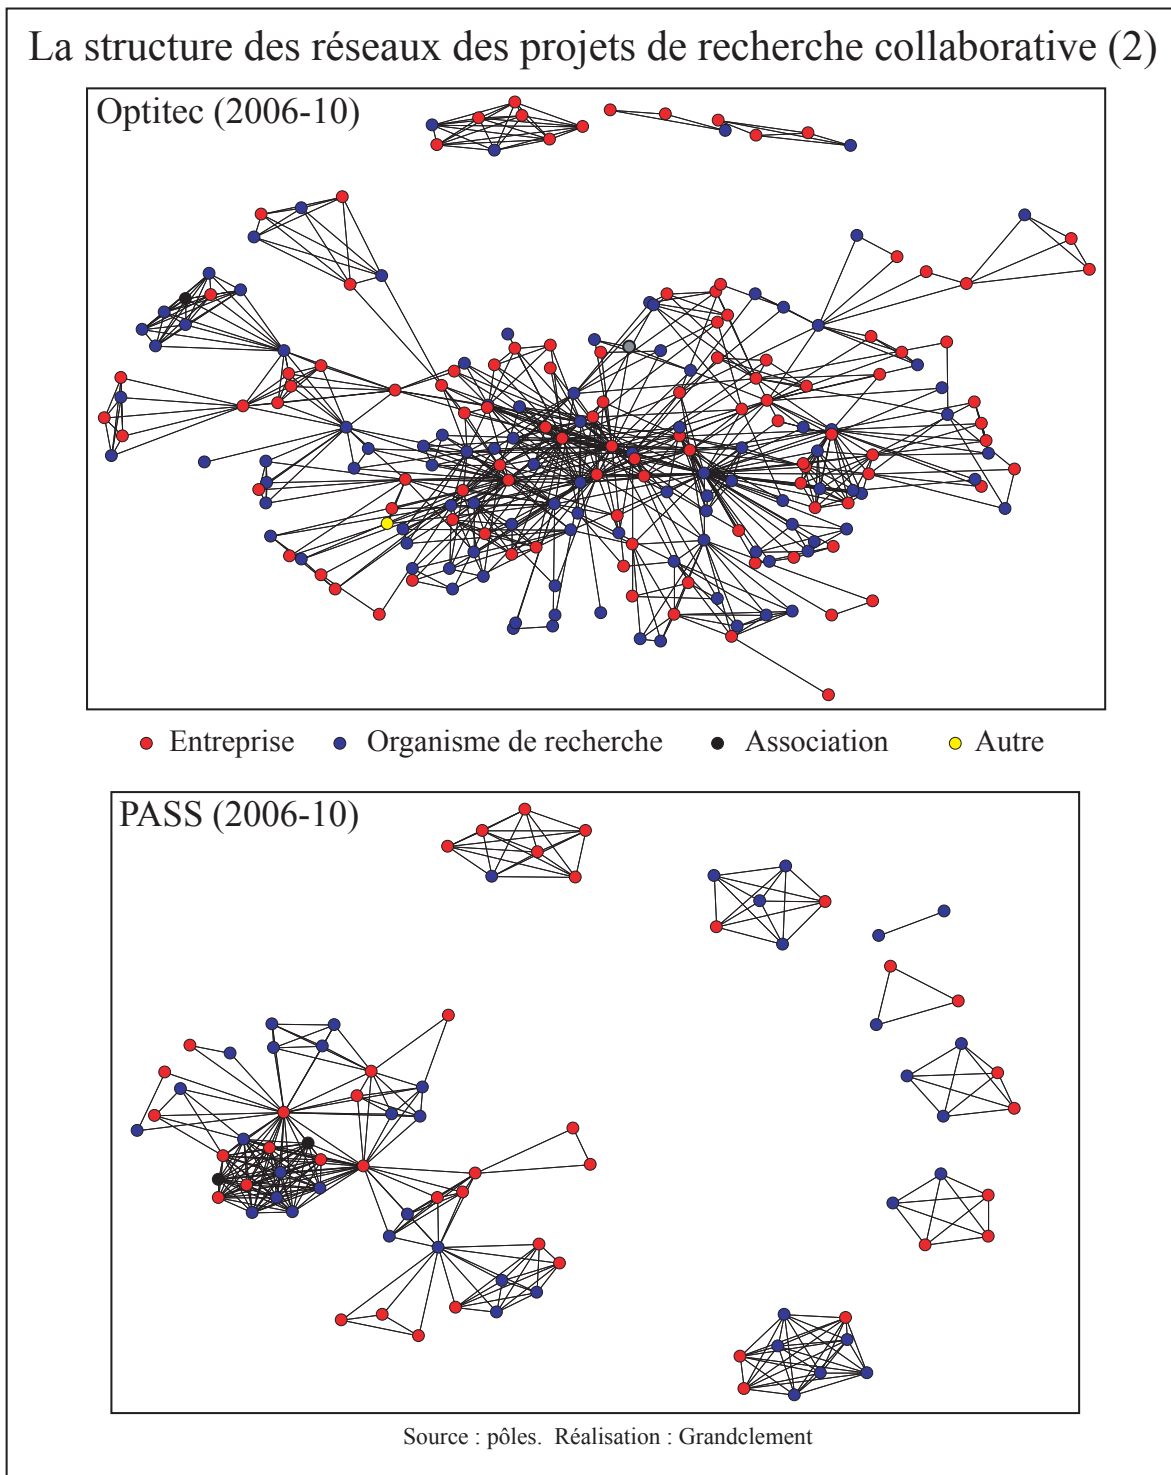 La structure des réseaux des projets de recherche collaborative (2)
Optitec (2006-10)
Entreprise Organisme de recherche Association Autre
PASS (2006-10)
Source : pôles. Réalisation : Grandclement